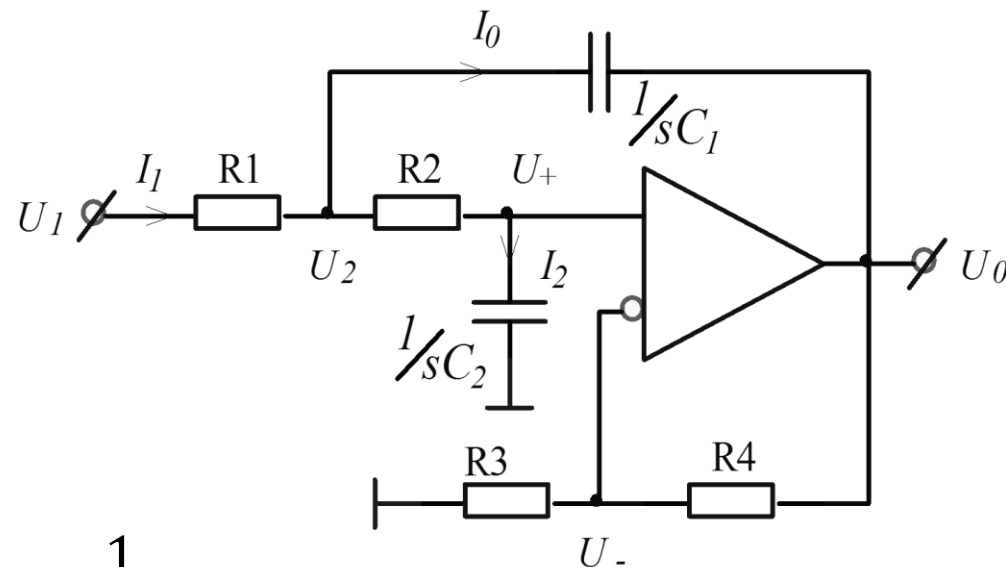 I₀
1/sC₁
I₁ R1 R2 U₊
U₁ U₂ I₂ U₀
1/sC₂
R3 R4
U₋
1